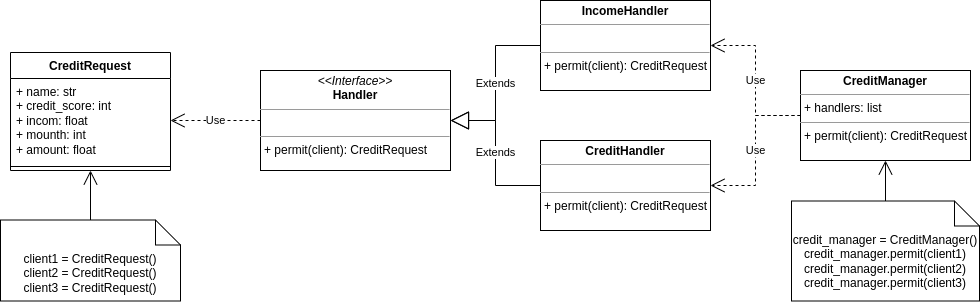 CreditRequest
+ name: str
+ credit_score: int
+ incom: float
+ mounth: int
+ amount: float
client1 = CreditRequest()
client2 = CreditRequest()
client3 = CreditRequest()
Use
<<Interface>>
Handler
+ permit(client): CreditRequest
Extends
Extends
IncomeHandler
+ permit(client): CreditRequest
CreditHandler
+ permit(client): CreditRequest
Use
Use
CreditManager
+ handlers: list
+ permit(client): CreditRequest
credit_manager = CreditManager()
credit_manager.permit(client1)
credit_manager.permit(client2)
credit_manager.permit(client3)